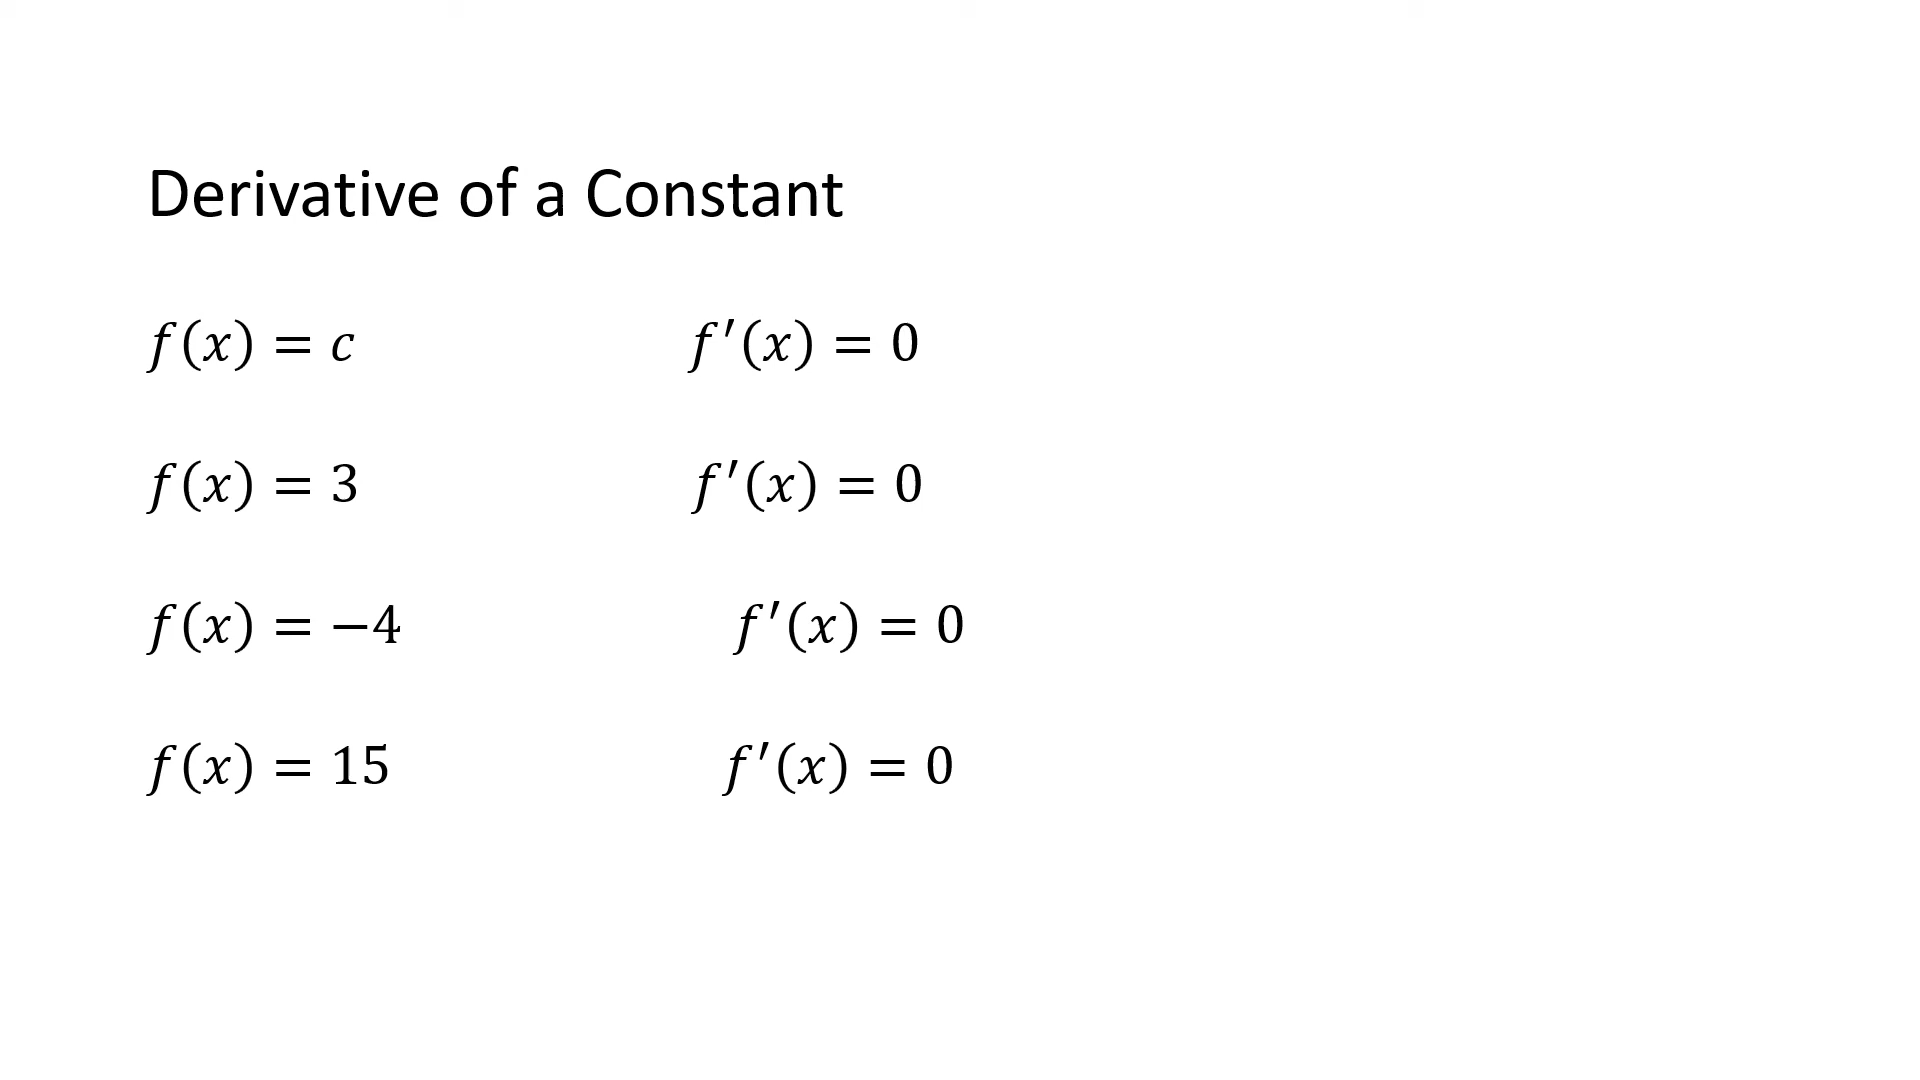 Derivative of a Constant
f(x) = c f′(x) = 0
f(x) = 3 f′(x) = 0
f(x) = −4 f′(x) = 0
f(x) = 15 f′(x) = 0